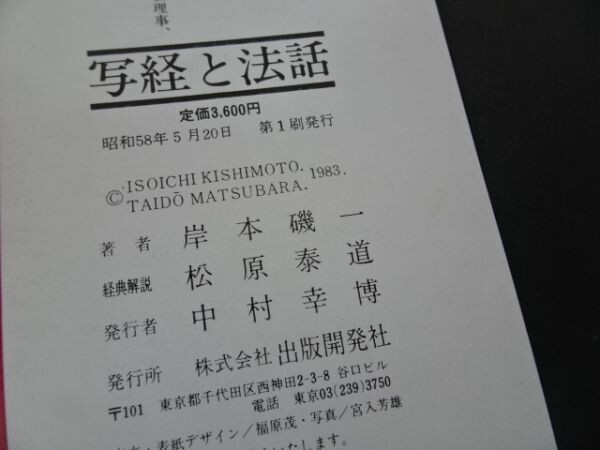 理事、
写経と法話
定価3,600円
昭和58年5月20日 第1刷発行
© ISOICHI KISHIMOTO.
TAIDŌ MATSUBARA. 1983.
著者 岸本磯一
経典解説 松原泰道
発行者 中村幸博
発行所 株式会社 出版開発社
〒101 東京都千代田区西神田2-3-8 谷口ビル
電話 東京03(239)3750
表紙デザイン/福原茂・写真/宮入芳雄
いたします。